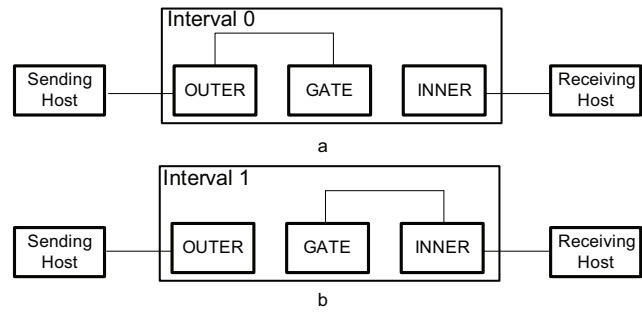 Interval 0
Sending
Host
OUTER
GATE
INNER
Receiving
Host
a
Interval 1
Sending
Host
OUTER
GATE
INNER
Receiving
Host
b